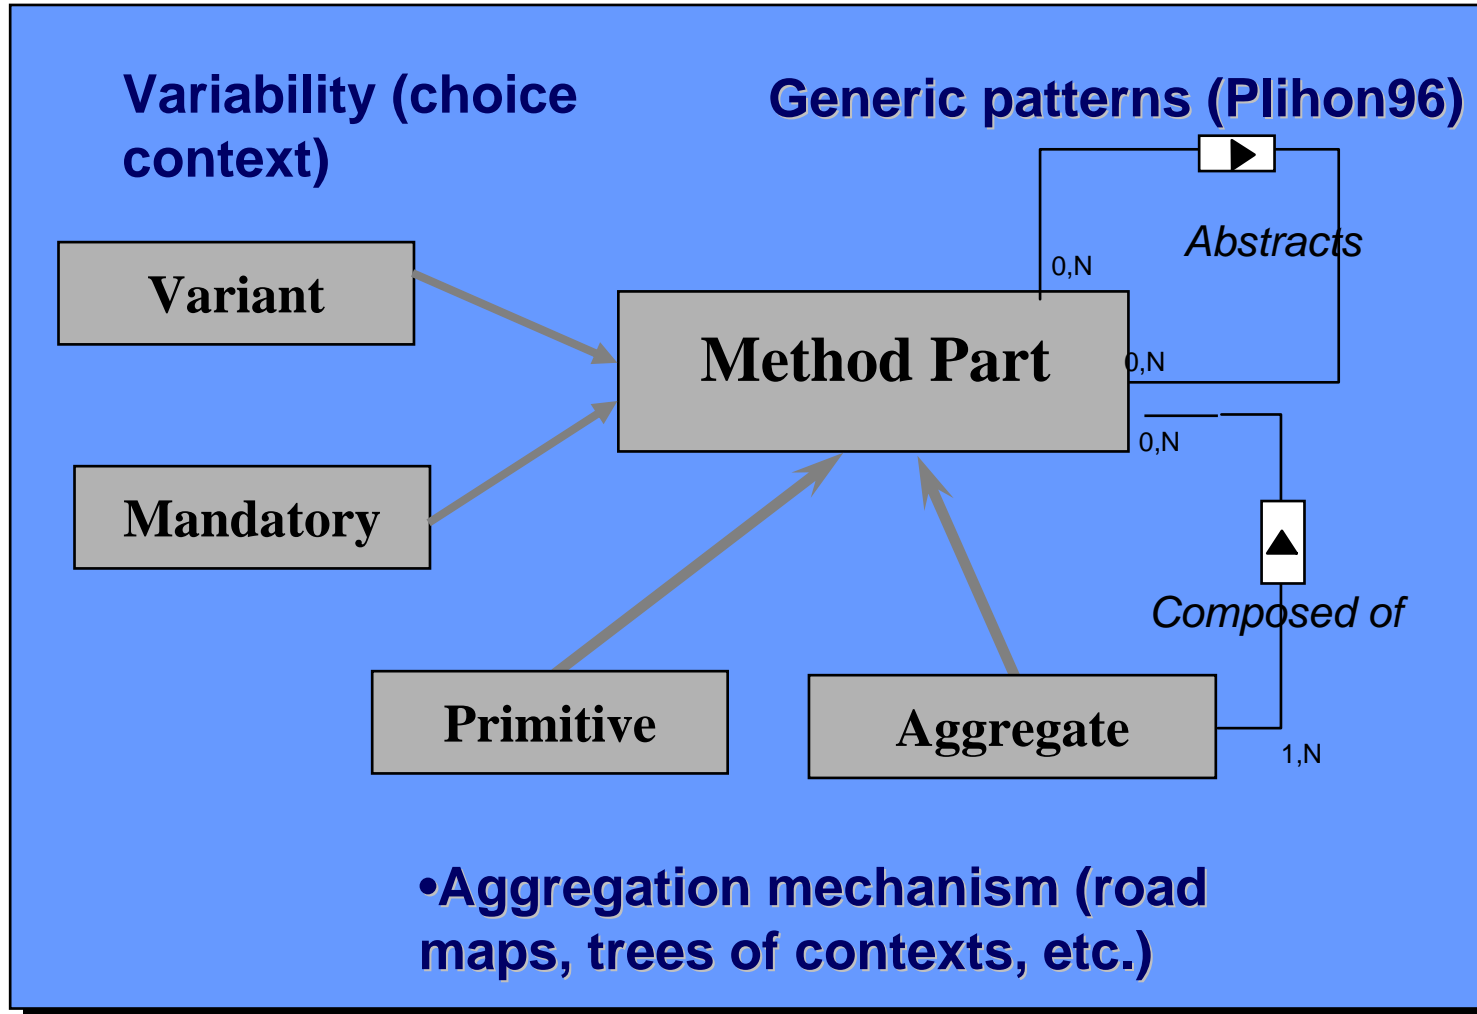 Variability (choice
context)
Generic patterns (Plihon96)
Abstracts
0,N
Variant
Method Part
0,N
0,N
Mandatory
Composed of
Primitive
Aggregate
1,N
•Aggregation mechanism (road
maps, trees of contexts, etc.)